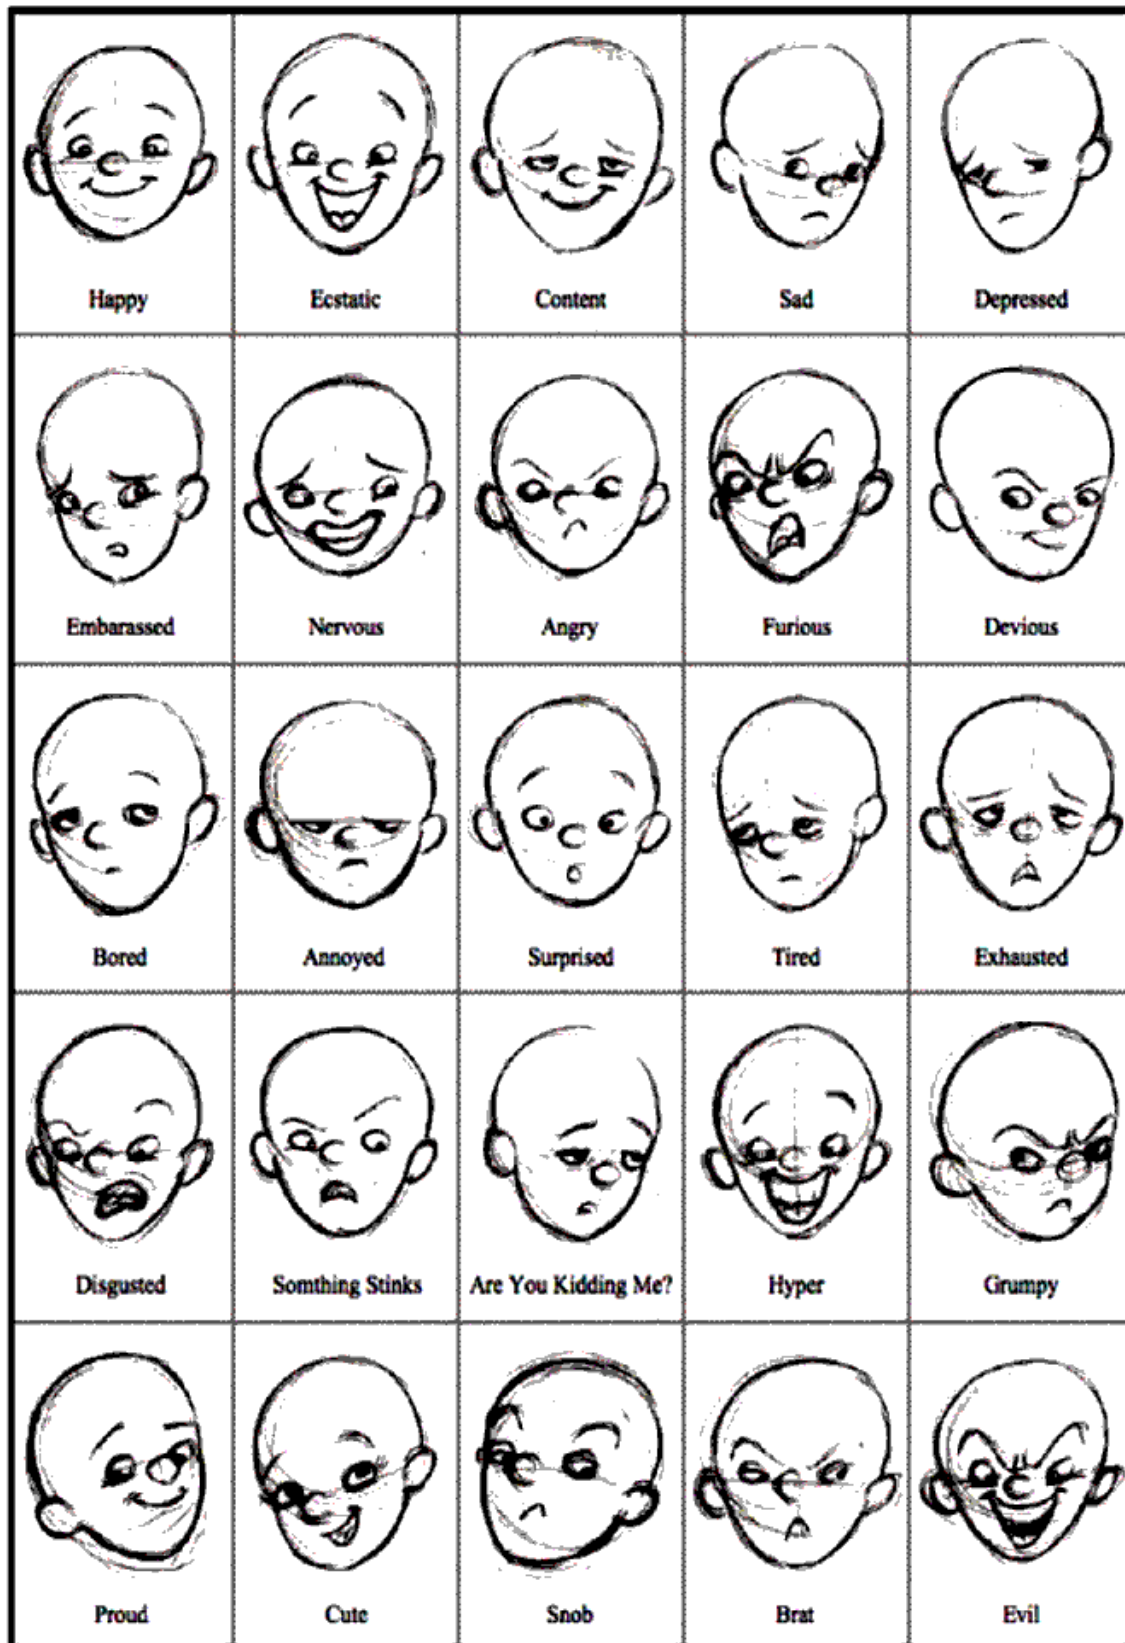 Happy
Ecstatic
Content
Sad
Depressed
Embarassed
Nervous
Angry
Furious
Devious
Bored
Annoyed
Surprised
Tired
Exhausted
Disgusted
Somthing Stinks
Are You Kidding Me?
Hyper
Grumpy
Proud
Cute
Snob
Brat
Evil